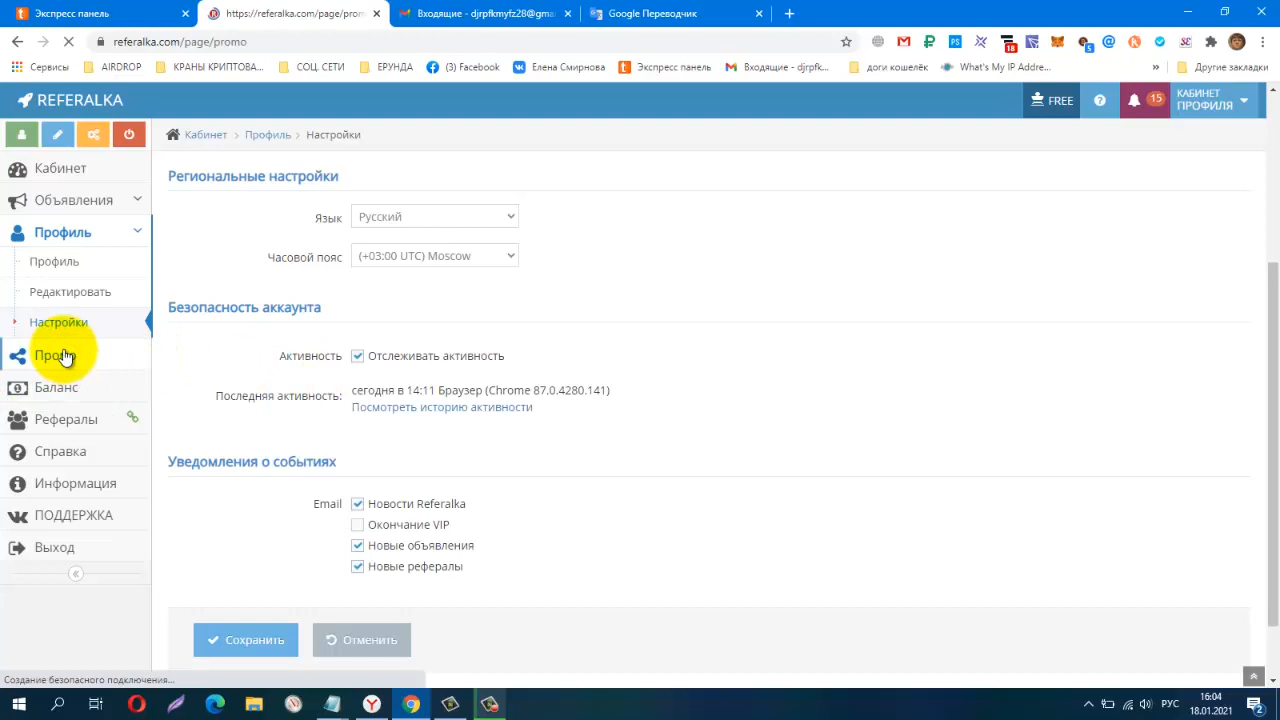 Экспресс панель
https://referalka.com/page/prom
Входящие - djrpfkmyfz28@gma
Google Переводчик
referalka.com/page/promo
18
5
Сервисы
AIRDROP
КРАНЫ КРИПТОВА...
СОЦ. СЕТИ
ЕРУНДА
(3) Facebook
Елена Смирнова
Экспресс панель
Входящие - djrpfk...
доги кошелёк
What's My IP Addre...
»
Другие закладки
REFERALKA
FREE
15
КАБИНЕТ
ПРОФИЛЯ
Кабинет > Профиль > Настройки
Кабинет
Объявления
Профиль
Профиль
Редактировать
Настройки
Баланс
Рефералы
Справка
Информация
ПОДДЕРЖКА
Выход
Региональные настройки
Язык
Русский
Часовой пояс
(+03:00 UTC) Moscow
Безопасность аккаунта
Активность
Отслеживать активность
Последняя активность:
сегодня в 14:11 Браузер (Chrome 87.0.4280.141)
Посмотреть историю активности
Уведомления о событиях
Email
Новости Referalka
Окончание VIP
Новые объявления
Новые рефералы
Сохранить
Отменить
Создание безопасного подключения...
РУС
16:04
18.01.2021
2